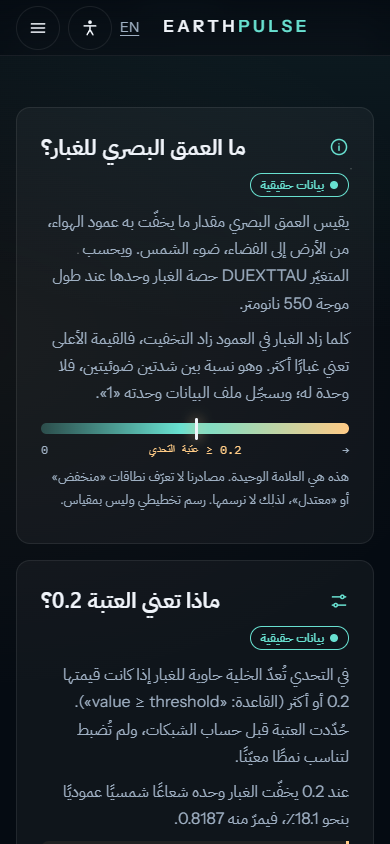 EN EARTHPULSE
ما العمق البصري للغبار؟
بيانات حقيقية
يقيس العمق البصري مقدار ما يخفّت به عمود الهواء،
من الأرض إلى الفضاء، ضوء الشمس. ويحسب
المتغيّر DUEXTTAU حصة الغبار وحدها عند طول
موجة 550 نانومتر.
كلما زاد الغبار في العمود زاد التخفيت، فالقيمة الأعلى
تعني غبارًا أكثر. وهو نسبة بين شدتين ضوئيتين، فلا
وحدة له؛ ويسجّل ملف البيانات وحدته «1».
0 عتبة التحدي ≤ 0.2 →
هذه هي العلامة الوحيدة. مصادرنا لا تعرّف نطاقات «منخفض»
أو «معتدل»، لذلك لا نرسمها. رسم تخطيطي وليس بمقياس.
ماذا تعني العتبة 0.2؟
بيانات حقيقية
في التحدي تُعدّ الخلية حاوية للغبار إذا كانت قيمتها
0.2 أو أكثر (القاعدة: «value ≥ threshold»).
حُدّدت العتبة قبل حساب الشبكات، ولم تُضبط
لتناسب نمطًا معيّنًا.
عند 0.2 يخفّت الغبار وحده شعاعًا شمسيًا عموديًا
بنحو 18.1٪، فيمرّ منه 0.8187.